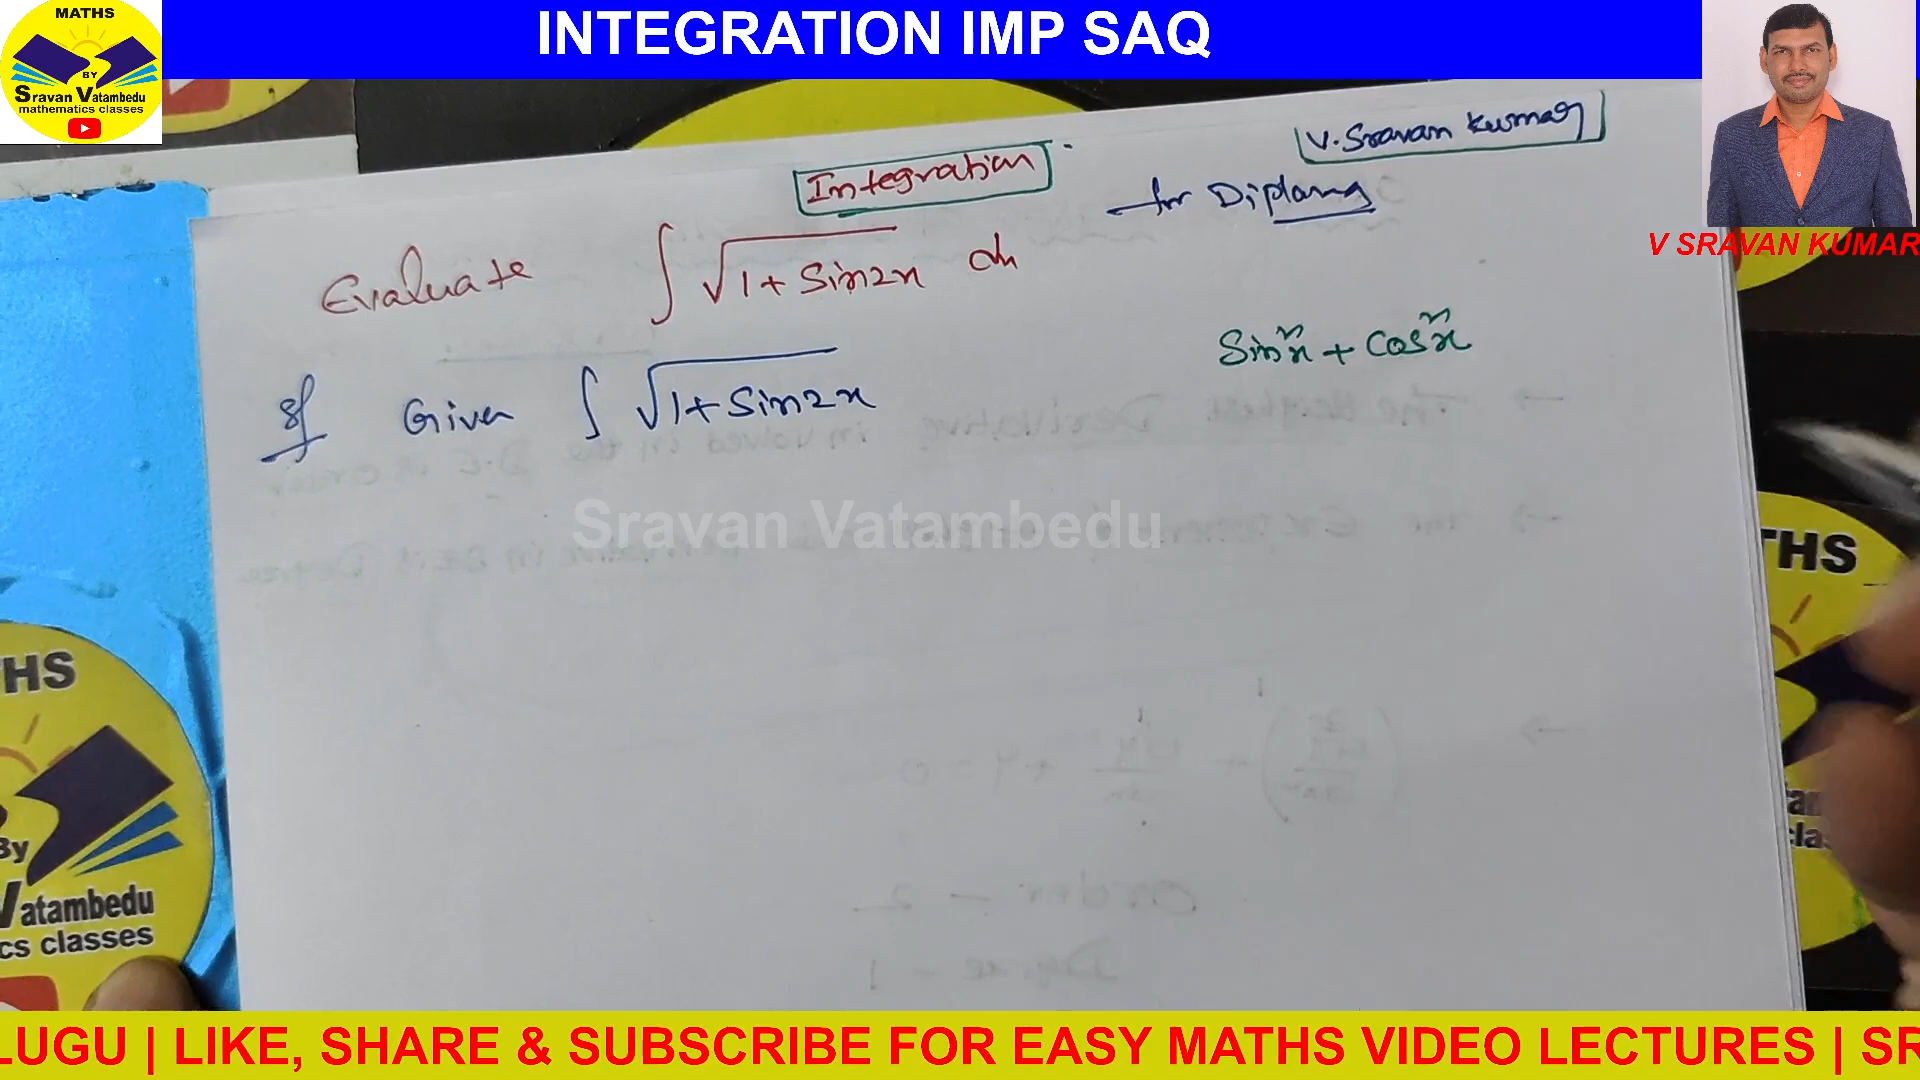 MATHS
BY
Sravan Vatambedu
mathematics classes
INTEGRATION IMP SAQ
V SRAVAN KUMAR
V. Sravan Kumar
Integration
for Diploma
Evaluate ∫ √1 + Sin2x dx
Sin²x + Cos²x
Sol Given ∫ √1 + Sin2x
Sravan Vatambedu
THS
HS
By
Vatambedu
cs classes
LUGU | LIKE, SHARE & SUBSCRIBE FOR EASY MATHS VIDEO LECTURES | SR